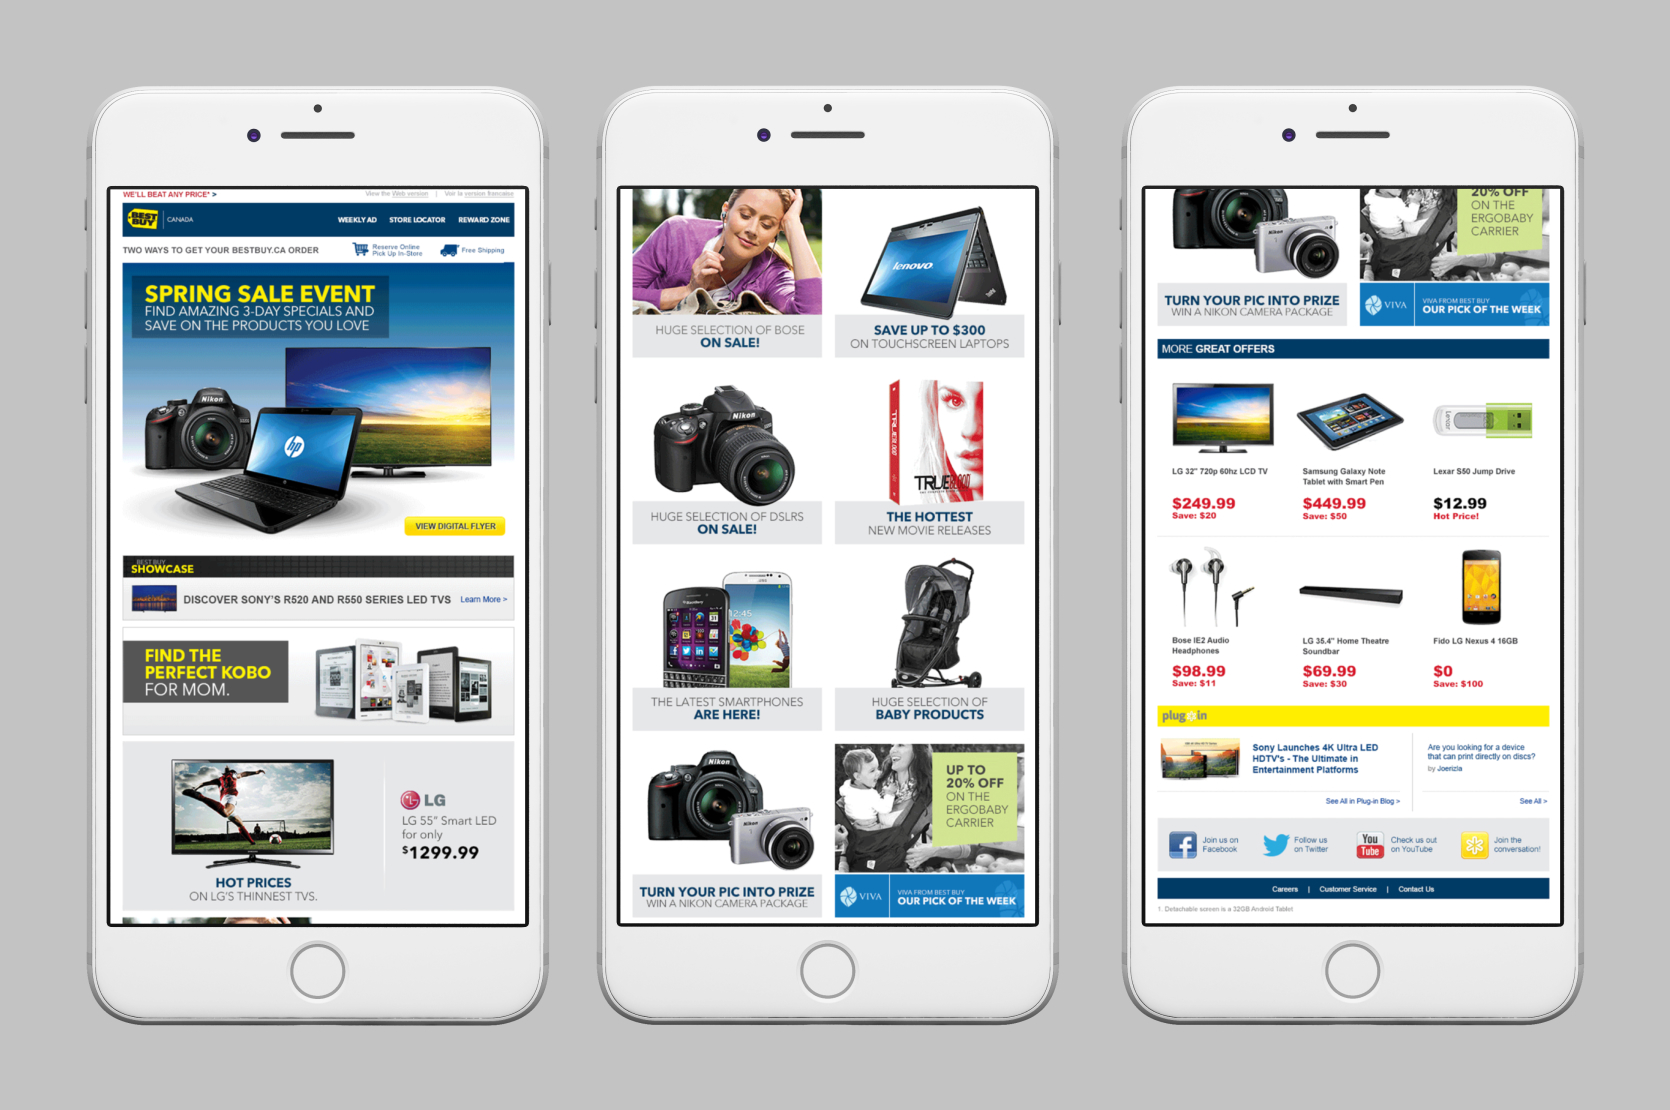 WE'LL BEAT ANY PRICE* >
View the Web version | Voir la version francaise
BEST BUY
CANADA
WEEKLY AD STORE LOCATOR REWARD ZONE
TWO WAYS TO GET YOUR BESTBUY.CA ORDER
Reserve Online
Pick Up In-Store
Free Shipping
SPRING SALE EVENT
FIND AMAZING 3-DAY SPECIALS AND
SAVE ON THE PRODUCTS YOU LOVE
Nikon
hp
VIEW DIGITAL FLYER
BEST BUY
SHOWCASE
DISCOVER SONY'S R520 AND R550 SERIES LED TVS
Learn More >
FIND THE
PERFECT KOBO
FOR MOM.
LG
LG 55" Smart LED
for only
$1299.99
HOT PRICES
ON LG'S THINNEST TVS.
HUGE SELECTION OF BOSE
ON SALE!
lenovo
SAVE UP TO $300
ON TOUCHSCREEN LAPTOPS
Nikon
HUGE SELECTION OF DSLRS
ON SALE!
TRUEBLOOD
THE HOTTEST
NEW MOVIE RELEASES
12:45
THE LATEST SMARTPHONES
ARE HERE!
HUGE SELECTION OF
BABY PRODUCTS
Nikon
Nikon
TURN YOUR PIC INTO PRIZE
WIN A NIKON CAMERA PACKAGE
UP TO
20% OFF
ON THE
ERGOBABY
CARRIER
VIVA
VIVA FROM BEST BUY
OUR PICK OF THE WEEK
Nikon
TURN YOUR PIC INTO PRIZE
WIN A NIKON CAMERA PACKAGE
20% OFF
ON THE
ERGOBABY
CARRIER
VIVA
VIVA FROM BEST BUY
OUR PICK OF THE WEEK
MORE GREAT OFFERS
Lexar
LG 32" 720p 60hz LCD TV
$249.99
Save: $20
Samsung Galaxy Note
Tablet with Smart Pen
$449.99
Save: $50
Lexar S50 Jump Drive
$12.99
Hot Price!
Bose IE2 Audio
Headphones
$98.99
Save: $11
LG 35.4" Home Theatre
Soundbar
$69.99
Save: $30
Fido LG Nexus 4 16GB
$0
Save: $100
plug in
Sony Launches 4K Ultra LED
HDTV's - The Ultimate in
Entertainment Platforms
See All in Plug-in Blog >
Are you looking for a device
that can print directly on discs?
by Joerizla
See All >
Join us on
Facebook
Follow us
on Twitter
You
Tube
Check us out
on YouTube
Join the
conversation!
Careers | Customer Service | Contact Us
1. Detachable screen is a 32GB Android Tablet